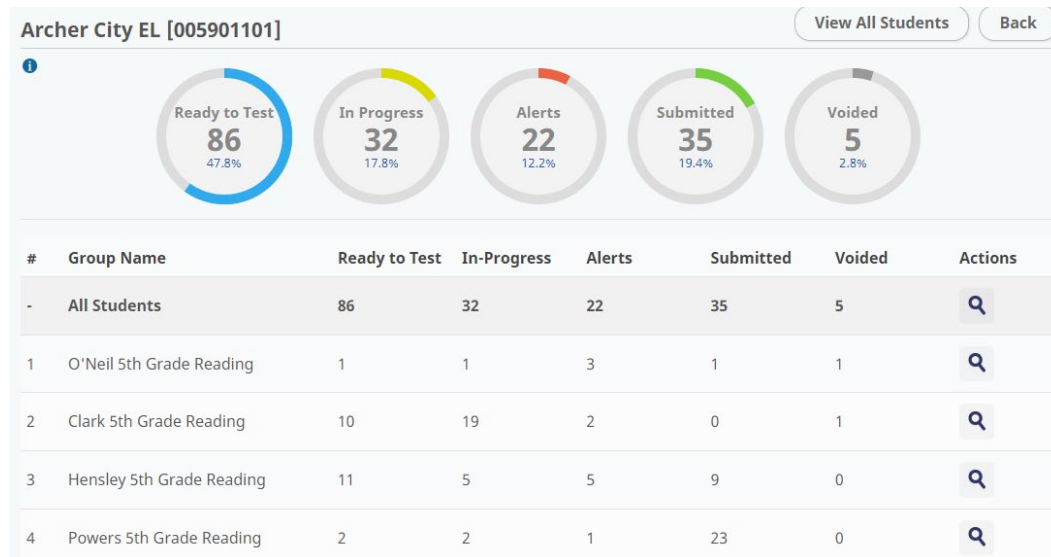 Archer City EL [005901101]
View All Students
Back
Ready to Test
86
47.8%
In Progress
32
17.8%
Alerts
22
12.2%
Submitted
35
19.4%
Voided
5
2.8%
# Group Name Ready to Test In-Progress Alerts Submitted Voided Actions
- All Students 86 32 22 35 5
1 O'Neil 5th Grade Reading 1 1 3 1 1
2 Clark 5th Grade Reading 10 19 2 0 1
3 Hensley 5th Grade Reading 11 5 5 9 0
4 Powers 5th Grade Reading 2 2 1 23 0